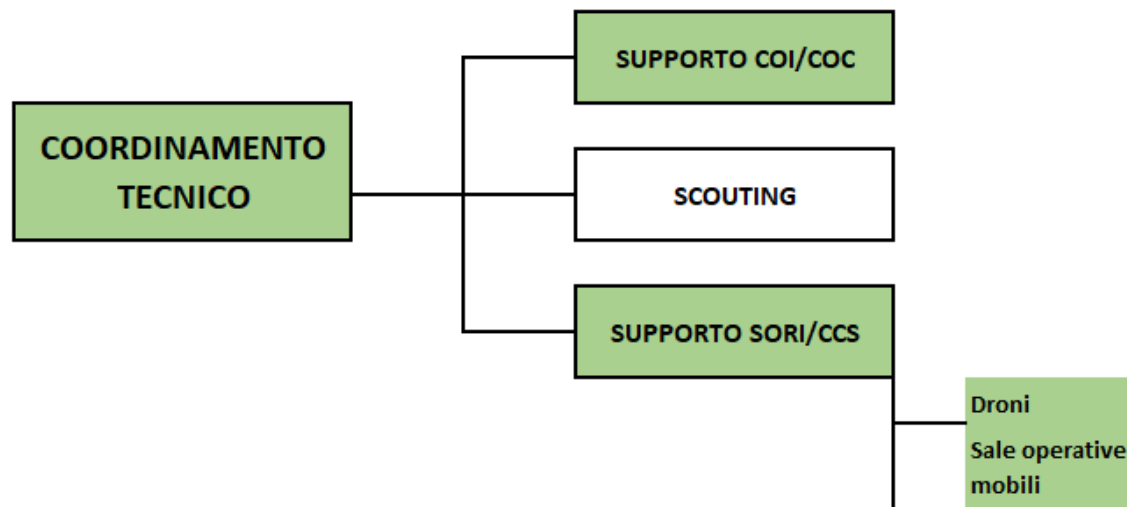 SUPPORTO COI/COC
COORDINAMENTO
TECNICO
SCOUTING
SUPPORTO SORI/CCS
Droni
Sale operative
mobili